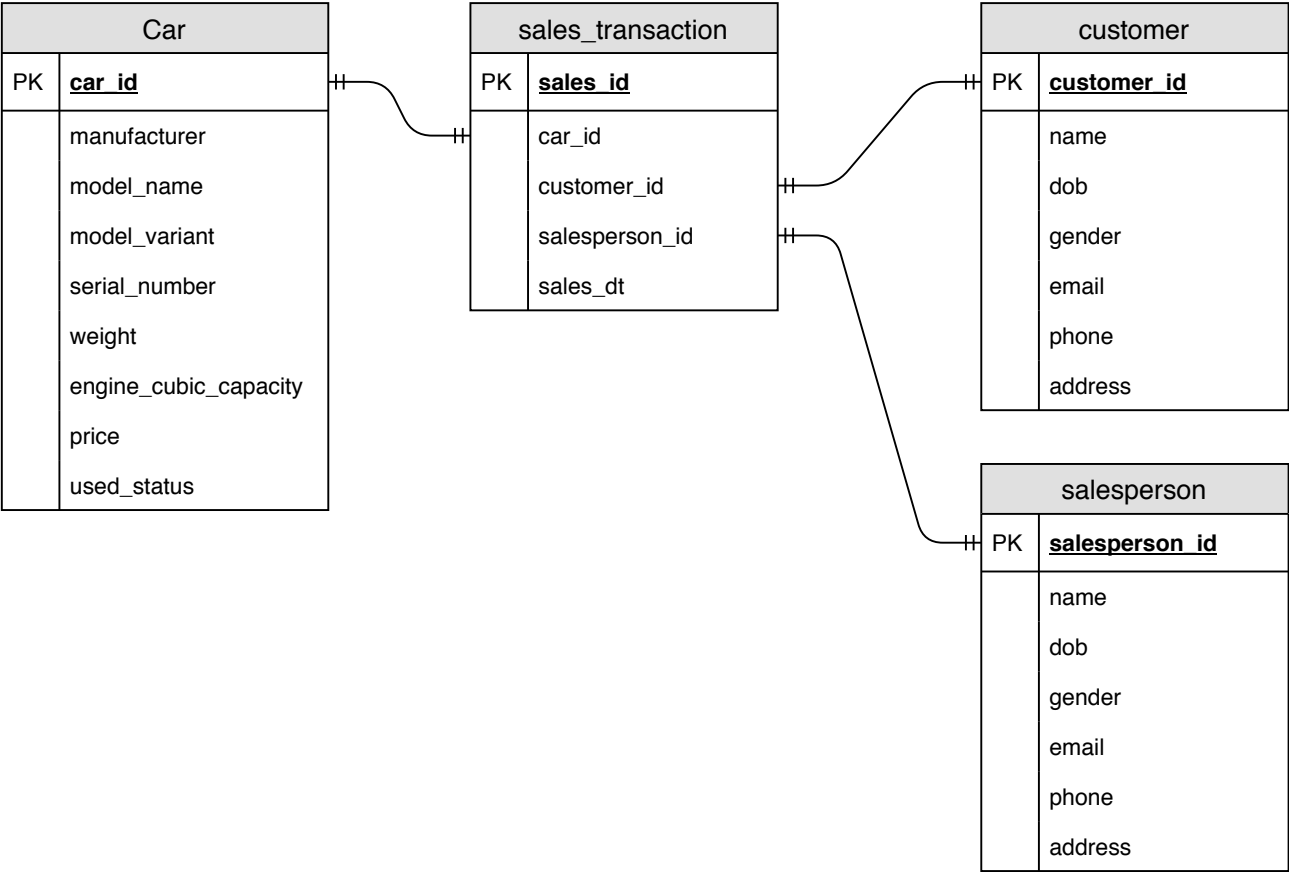 Car
PK car_id
manufacturer
model_name
model_variant
serial_number
weight
engine_cubic_capacity
price
used_status
sales_transaction
PK sales_id
car_id
customer_id
salesperson_id
sales_dt
customer
PK customer_id
name
dob
gender
email
phone
address
salesperson
PK salesperson_id
name
dob
gender
email
phone
address